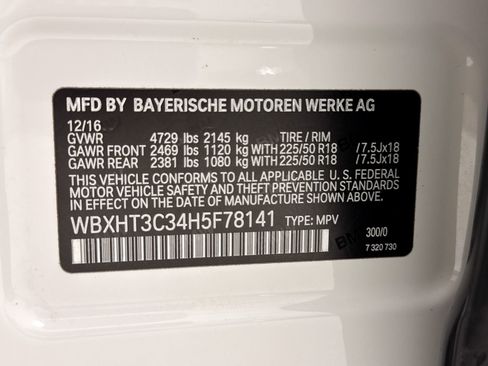 MFD BY BAYERISCHE MOTOREN WERKE AG
12/16
GVWR 4729 lbs 2145 kg TIRE / RIM
GAWR FRONT 2469 lbs 1120 kg WITH 225/50 R18 /7.5Jx18
GAWR REAR 2381 lbs 1080 kg WITH 225/50 R18 /7.5Jx18
THIS VEHICLE CONFORMS TO ALL APPLICABLE U. S. FEDERAL
MOTOR VEHICLE SAFETY AND THEFT PREVENTION STANDARDS
IN EFFECT ON THE DATE OF MANUFACTURE SHOWN ABOVE.
WBXHT3C34H5F78141 TYPE: MPV
300/0
7 320 730